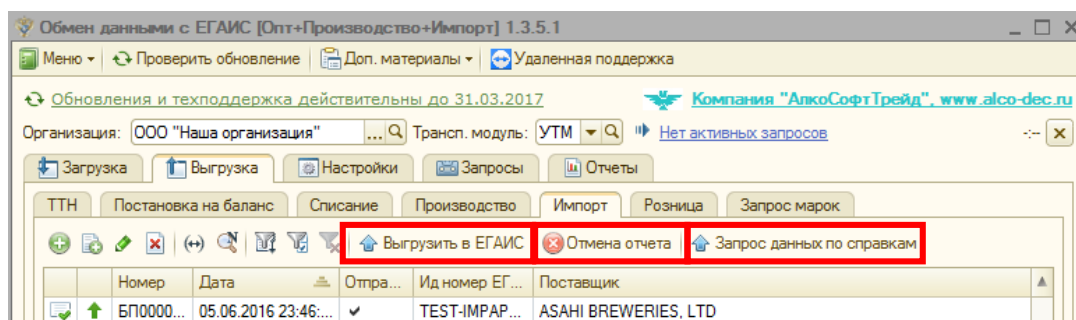 Обмен данными с ЕГАИС [Опт+Производство+Импорт] 1.3.5.1
Меню Проверить обновление Доп. материалы Удаленная поддержка
Обновления и техподдержка действительны до 31.03.2017 Компания "АлкоСофтТрейд", www.alco-dec.ru
Организация: ООО "Наша организация" ... Трансп. модуль: УТМ Нет активных запросов -:--
Загрузка Выгрузка Настройки Запросы Отчеты
ТТН Постановка на баланс Списание Производство Импорт Розница Запрос марок
Выгрузить в ЕГАИС Отмена отчета Запрос данных по справкам
Номер Дата Отпра... Ид номер ЕГ... Поставщик
БП0000... 05.06.2016 23:46:... TEST-IMPAP... ASAHI BREWERIES, LTD